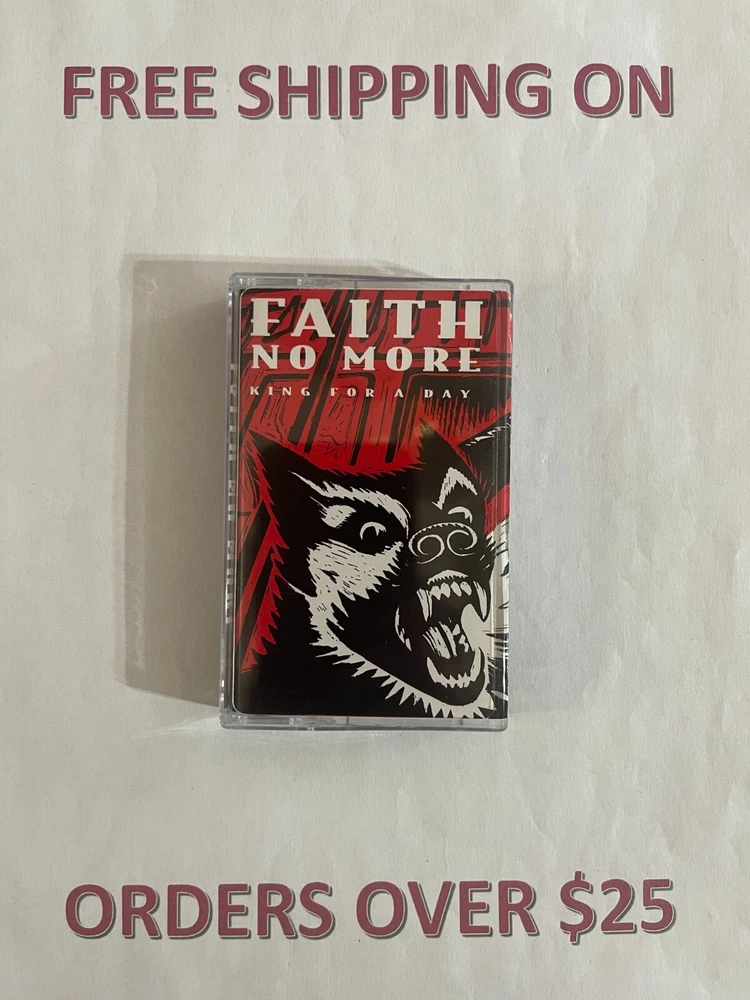 FREE SHIPPING ON
FAITH
NO MORE
KING FOR A DAY
ORDERS OVER $25